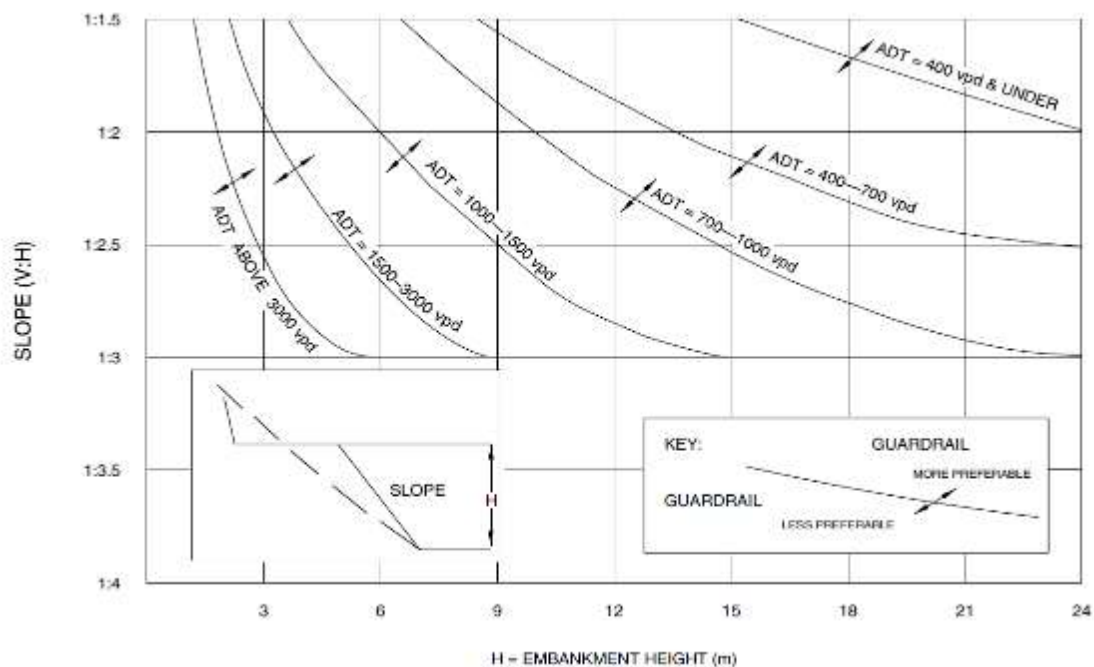 1:1.5
1:2
1:2.5
1:3
1:3.5
1:4
SLOPE (V:H)
ADT ABOVE 3000 vpd
ADT = 1500–3000 vpd
ADT = 1000–1500 vpd
ADT = 700–1000 vpd
ADT = 400–700 vpd
ADT = 400 vpd & UNDER
SLOPE
H
KEY:
GUARDRAIL
MORE PREFERABLE
GUARDRAIL
LESS PREFERABLE
3
6
9
12
15
18
21
24
H – EMBANKMENT HEIGHT (m)